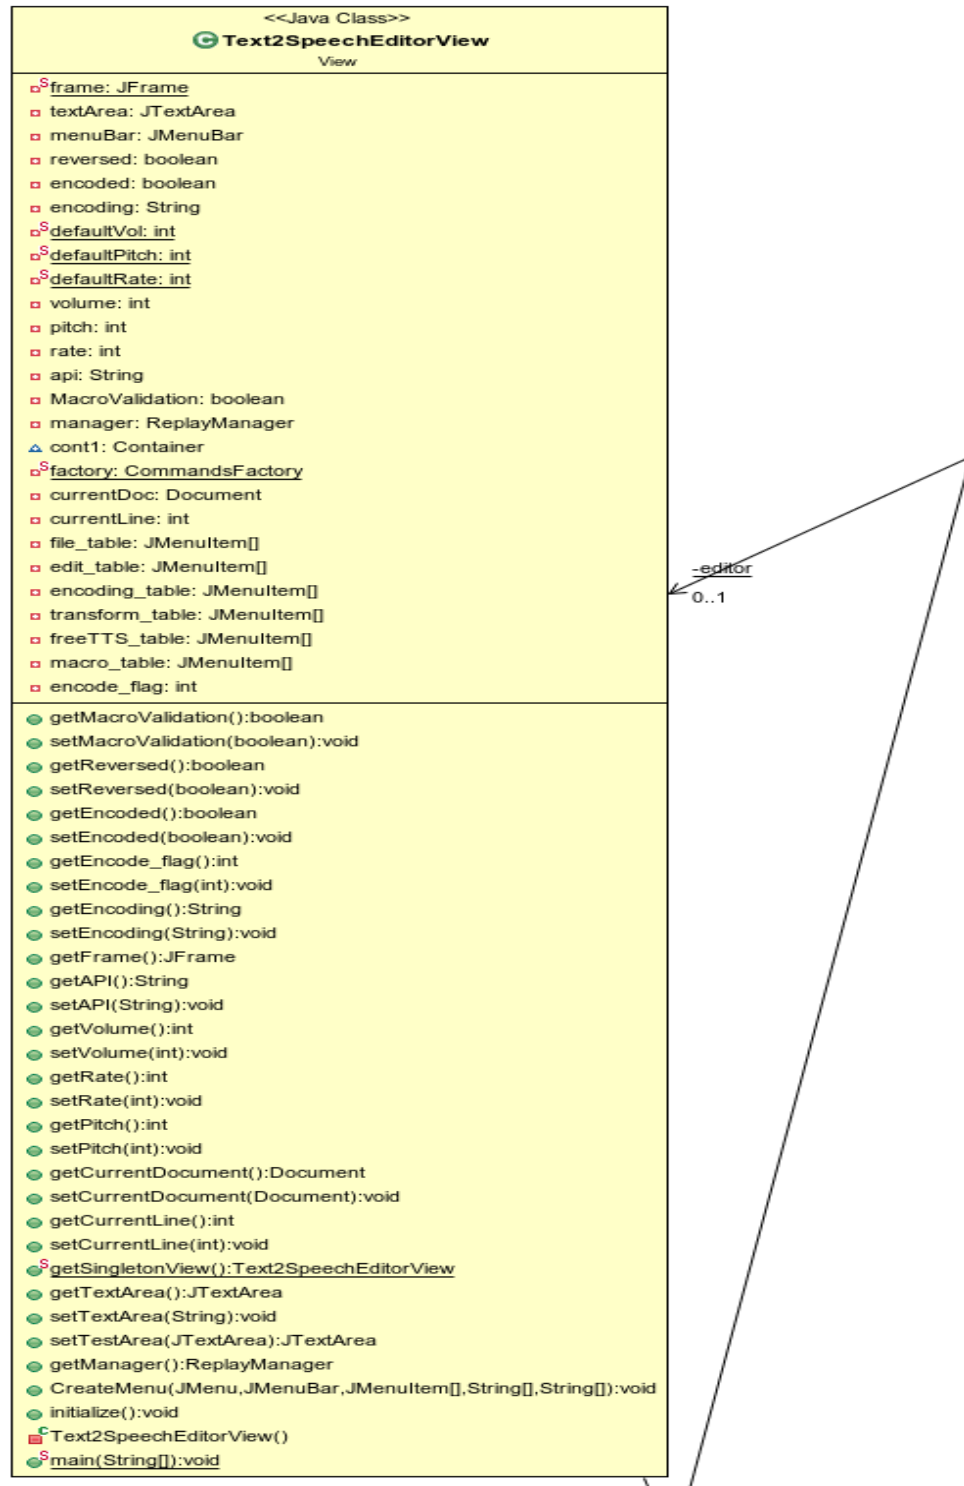 <<Java Class>>
Text2SpeechEditorView
View
frame: JFrame
textArea: JTextArea
menuBar: JMenuBar
reversed: boolean
encoded: boolean
encoding: String
defaultVol: int
defaultPitch: int
defaultRate: int
volume: int
pitch: int
rate: int
api: String
MacroValidation: boolean
manager: ReplayManager
cont1: Container
factory: CommandsFactory
currentDoc: Document
currentLine: int
file_table: JMenuItem[]
edit_table: JMenuItem[]
encoding_table: JMenuItem[]
transform_table: JMenuItem[]
freeTTS_table: JMenuItem[]
macro_table: JMenuItem[]
encode_flag: int
-editor
0..1
getMacroValidation():boolean
setMacroValidation(boolean):void
getReversed():boolean
setReversed(boolean):void
getEncoded():boolean
setEncoded(boolean):void
getEncode_flag():int
setEncode_flag(int):void
getEncoding():String
setEncoding(String):void
getFrame():JFrame
getAPI():String
setAPI(String):void
getVolume():int
setVolume(int):void
getRate():int
setRate(int):void
getPitch():int
setPitch(int):void
getCurrentDocument():Document
setCurrentDocument(Document):void
getCurrentLine():int
setCurrentLine(int):void
getSingletonView():Text2SpeechEditorView
getTextArea():JTextArea
setTextArea(String):void
setTestArea(JTextArea):JTextArea
getManager():ReplayManager
CreateMenu(JMenu,JMenuBar,JMenuItem[],String[],String[]):void
initialize():void
Text2SpeechEditorView()
main(String[]):void